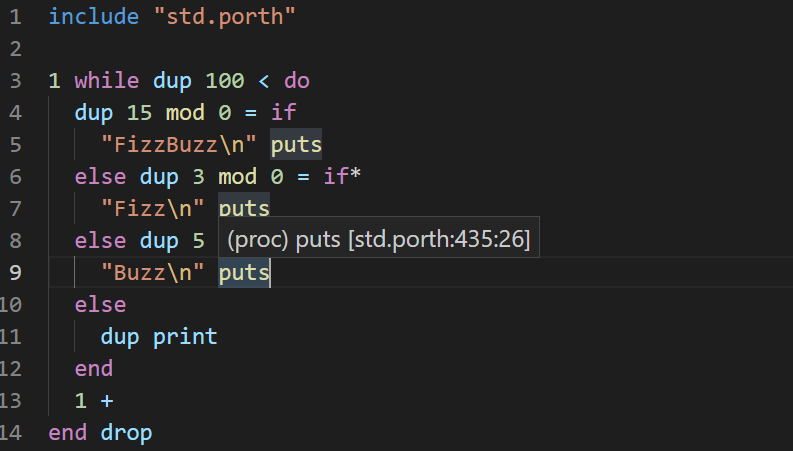 1 include "std.porth"
2
3 1 while dup 100 < do
4 dup 15 mod 0 = if
5 "FizzBuzz\n" puts
6 else dup 3 mod 0 = if*
7 "Fizz\n" puts
8 else dup 5
(proc) puts [std.porth:435:26]
9 "Buzz\n" puts
10 else
11 dup print
12 end
13 1 +
14 end drop